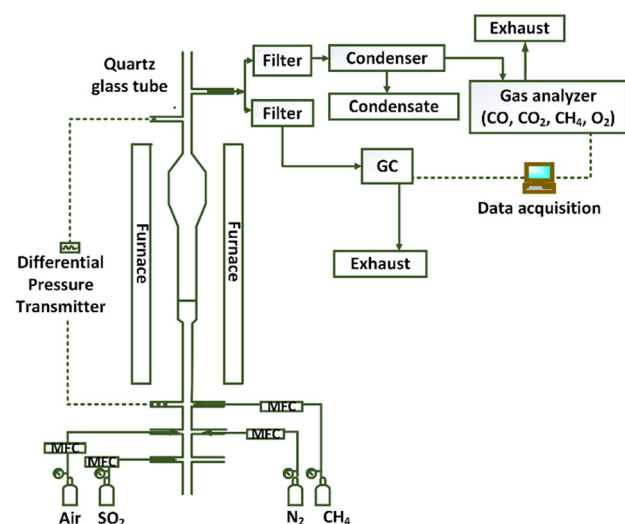 Exhaust
Quartz
glass tube
Filter
Condenser
Gas analyzer
(CO, CO₂, CH₄, O₂)
Condensate
Filter
GC
Data acquisition
Furnace
Furnace
Exhaust
Differential
Pressure
Transmitter
MFC
MFC
MFC
MFC
Air
SO₂
N₂
CH₄